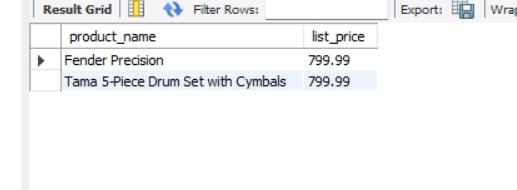 Result Grid Filter Rows: Export: Wrap
product_name list_price
Fender Precision 799.99
Tama 5-Piece Drum Set with Cymbals 799.99